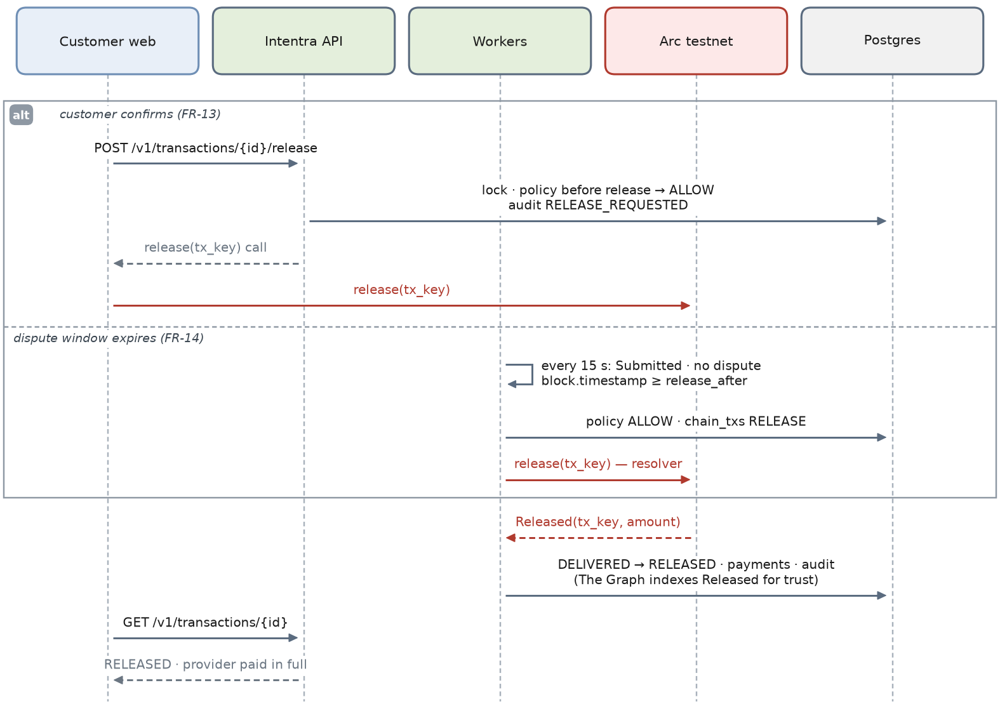 Customer web
Intentra API
Workers
Arc testnet
Postgres
alt
customer confirms (FR-13)
POST /v1/transactions/{id}/release
lock · policy before release → ALLOW
audit RELEASE_REQUESTED
release(tx_key) call
release(tx_key)
dispute window expires (FR-14)
every 15 s: Submitted · no dispute
block.timestamp ≥ release_after
policy ALLOW · chain_txs RELEASE
release(tx_key) — resolver
Released(tx_key, amount)
DELIVERED → RELEASED · payments · audit
(The Graph indexes Released for trust)
GET /v1/transactions/{id}
RELEASED · provider paid in full